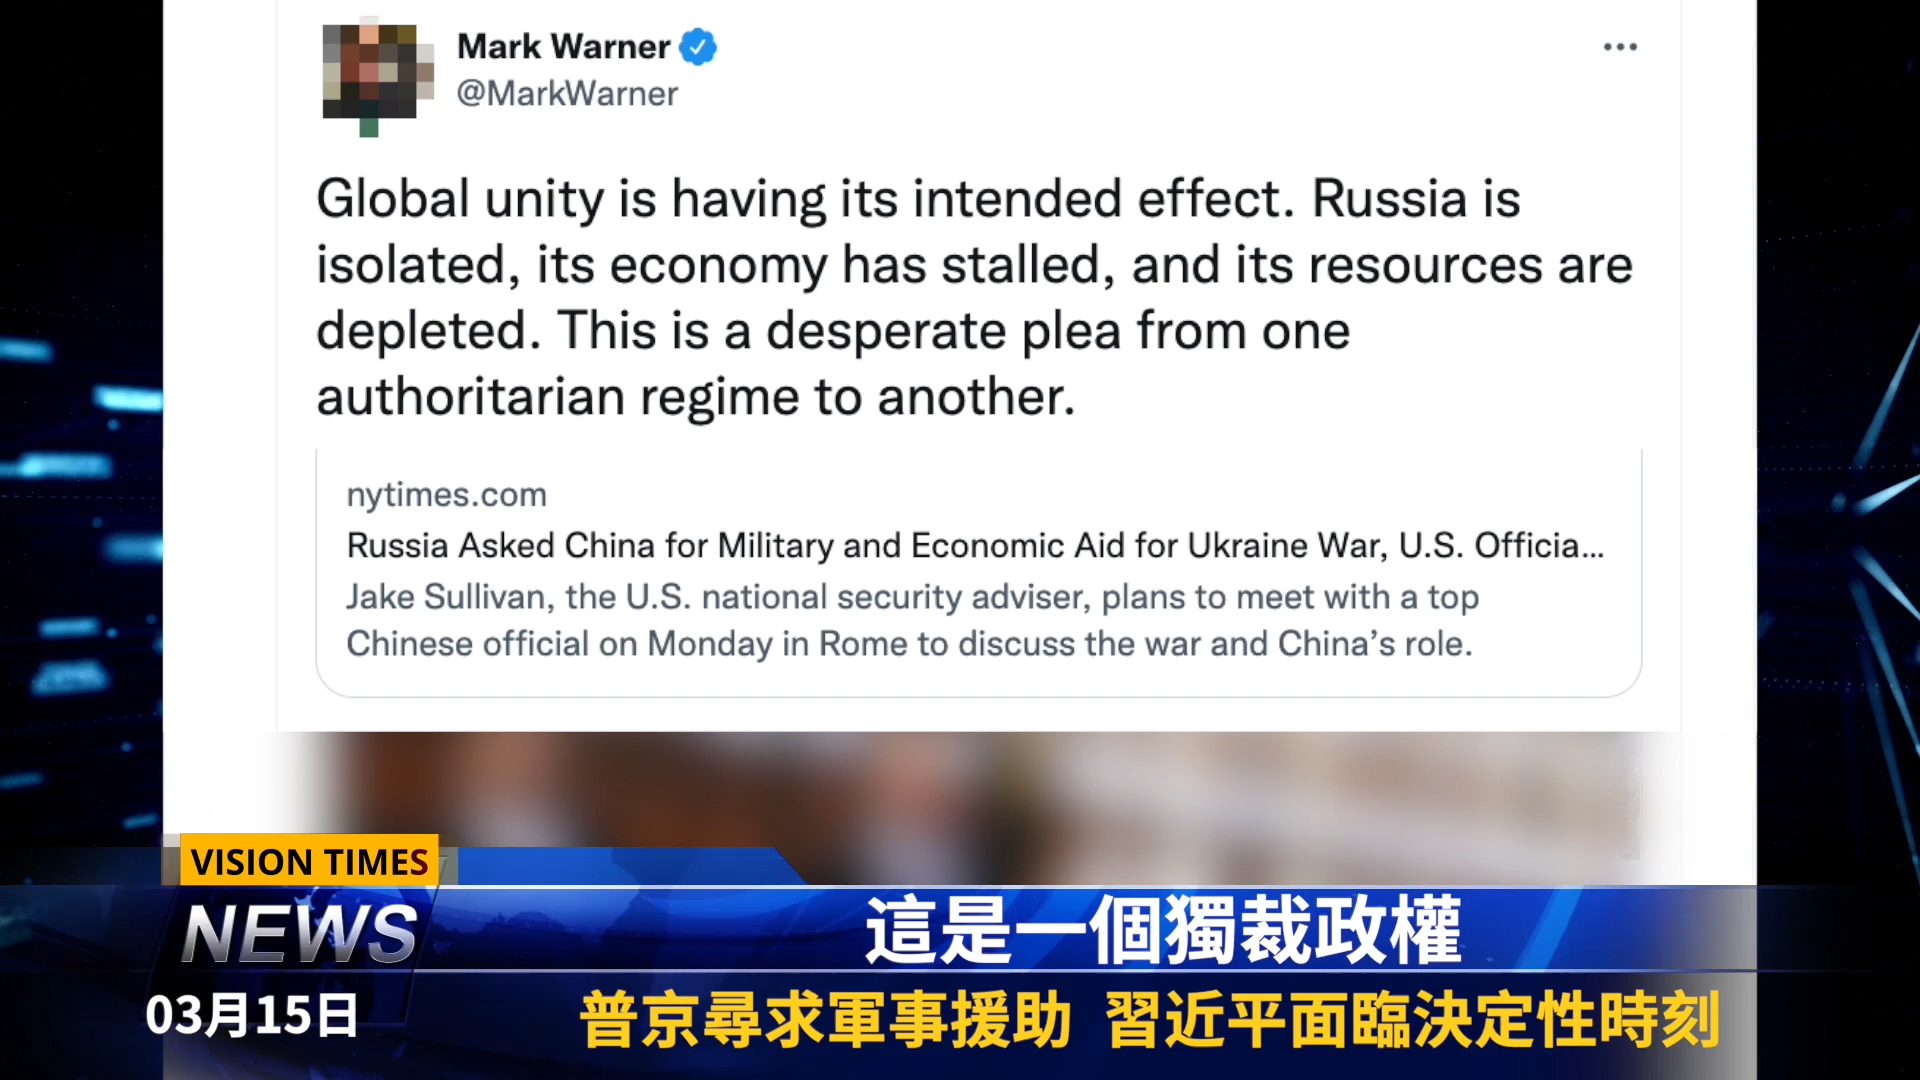 Mark Warner
@MarkWarner
Global unity is having its intended effect. Russia is
isolated, its economy has stalled, and its resources are
depleted. This is a desperate plea from one
authoritarian regime to another.
nytimes.com
Russia Asked China for Military and Economic Aid for Ukraine War, U.S. Officia...
Jake Sullivan, the U.S. national security adviser, plans to meet with a top
Chinese official on Monday in Rome to discuss the war and China’s role.
VISION TIMES
NEWS
這是一個獨裁政權
03月15日
普京尋求軍事援助 習近平面臨決定性時刻